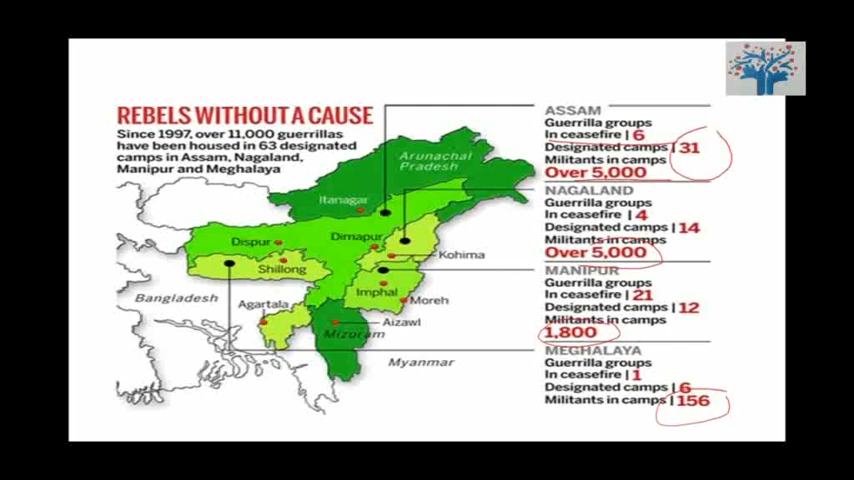 REBELS WITHOUT A CAUSE
Since 1997, over 11,000 guerrillas
have been housed in 63 designated
camps in Assam, Nagaland,
Manipur and Meghalaya
Arunachal
Pradesh
Itanagar
Dispur
Dimapur
Kohima
Shillong
Imphal
Bangladesh
Agartala
Moreh
Aizawl
Mizoram
Myanmar
ASSAM
Guerrilla groups
In ceasefire | 6
Designated camps | 31
Militants in camps
Over 5,000
NAGALAND
Guerrilla groups
In ceasefire | 4
Designated camps | 14
Militants in camps
Over 5,000
MANIPUR
Guerrilla groups
In ceasefire | 21
Designated camps | 12
Militants in camps
1,800
MEGHALAYA
Guerrilla groups
In ceasefire | 1
Designated camps | 6
Militants in camps | 156